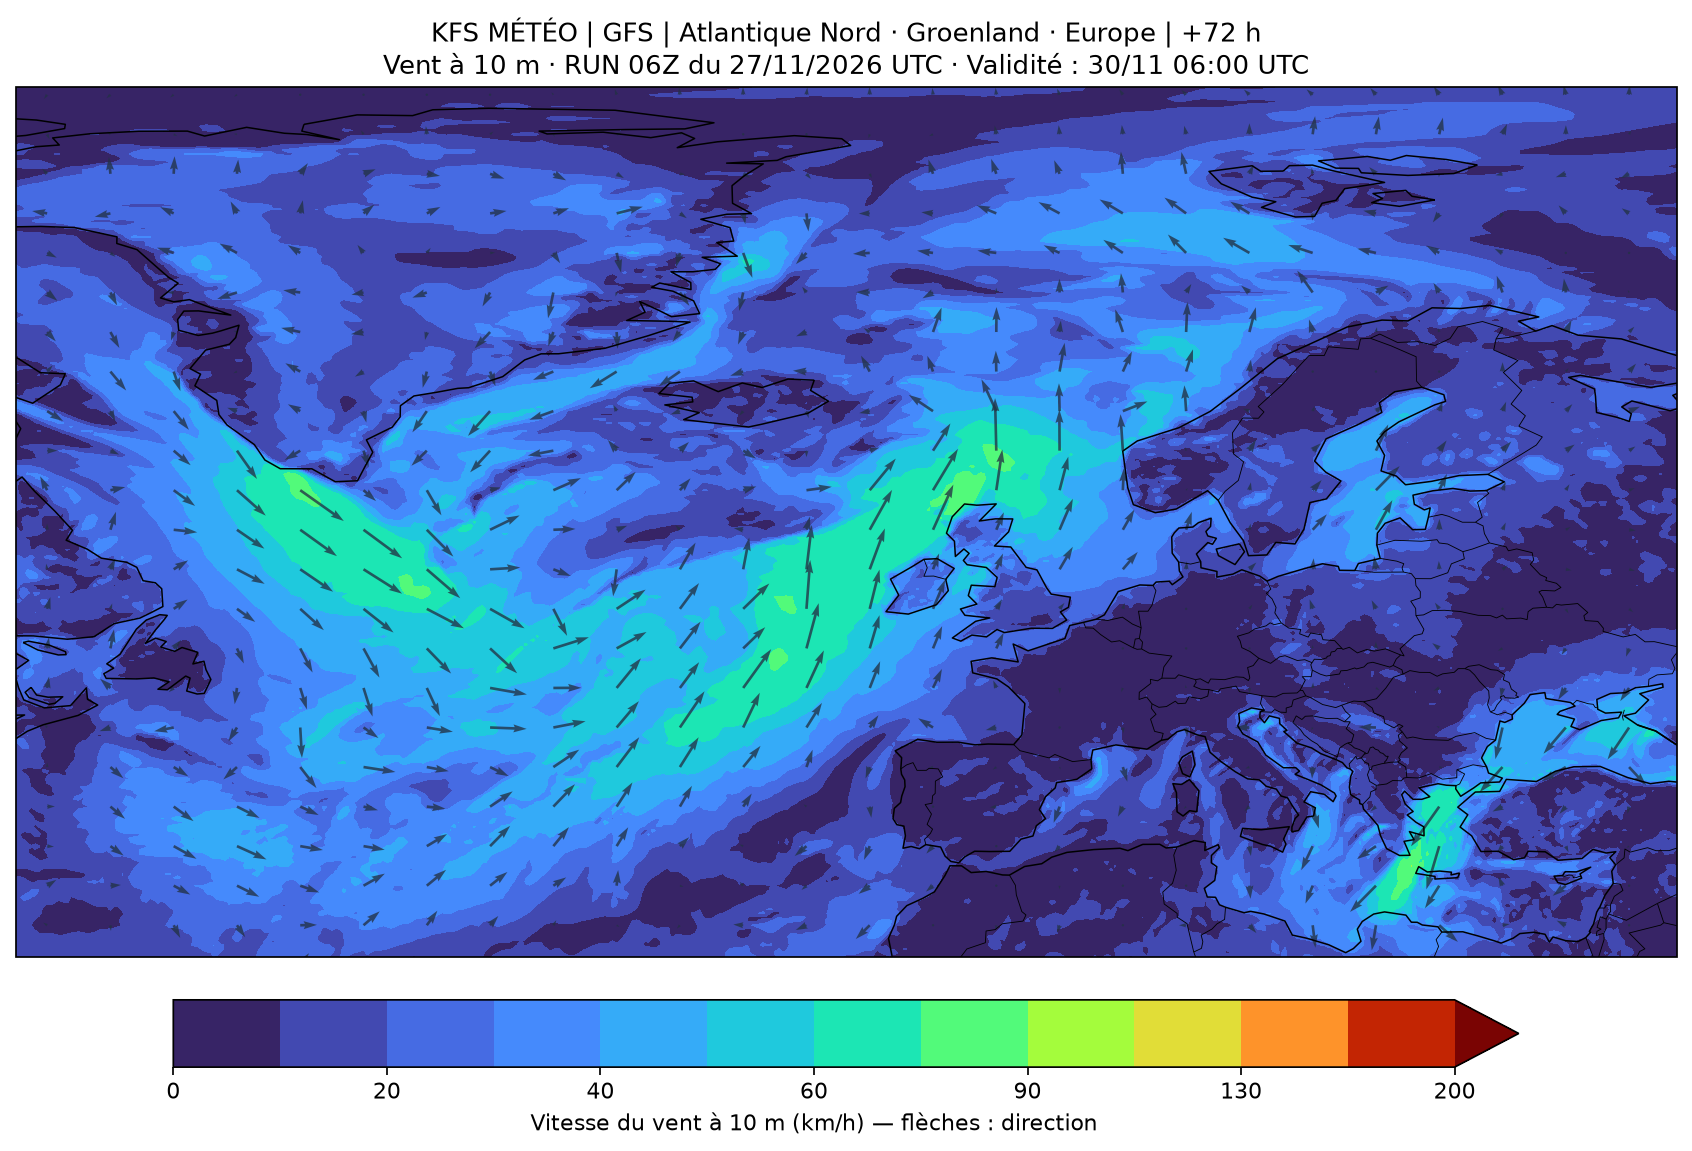 KFS MÉTÉO | GFS | Atlantique Nord · Groenland · Europe | +72 h
Vent à 10 m · RUN 06Z du 27/11/2026 UTC · Validité : 30/11 06:00 UTC
0 20 40 60 90 130 200
Vitesse du vent à 10 m (km/h) — flèches : direction